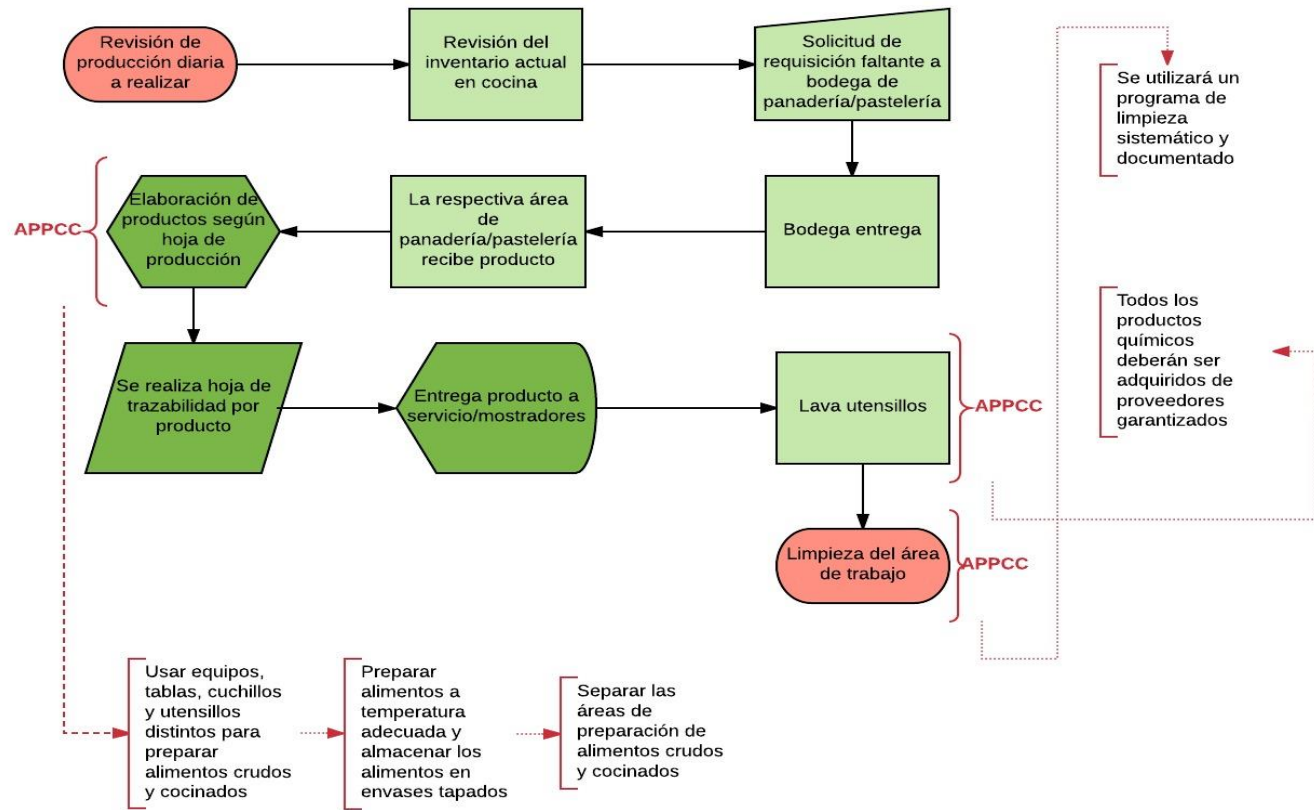 Revisión de
producción diaria
a realizar
Revisión del
inventario actual
en cocina
Solicitud de
requisición faltante a
bodega de
panadería/pastelería
Se utilizará un
programa de
limpieza
sistemático y
documentado
APPCC
Elaboración de
productos según
hoja de
producción
La respectiva área
de
panadería/pastelería
recibe producto
Bodega entrega
Todos los
productos
químicos
deberán ser
adquiridos de
proveedores
garantizados
Se realiza hoja de
trazabilidad por
producto
Entrega producto a
servicio/mostradores
Lava utensillos
APPCC
Limpieza del área
de trabajo
APPCC
Usar equipos,
tablas, cuchillos
y utensillos
distintos para
preparar
alimentos crudos
y cocinados
Preparar
alimentos a
temperatura
adecuada y
almacenar los
alimentos en
envases tapados
Separar las
áreas de
preparación de
alimentos crudos
y cocinados